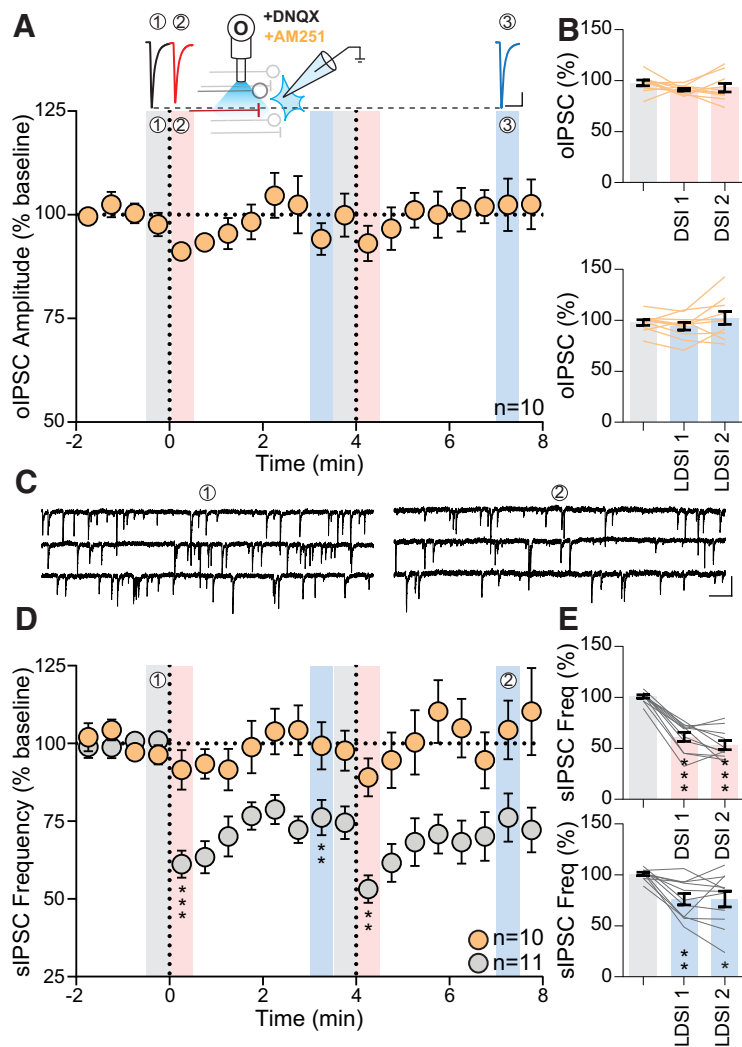 A
① ② +DNQX ③
O +AM251
oIPSC Amplitude (% baseline)
125
100
75
50
① ② ③
n=10
-2 0 2 4 6 8
Time (min)
B
oIPSC (%)
150
100
50
0
DSI 1
DSI 2
oIPSC (%)
150
100
50
0
LDSI 1
LDSI 2
C
① ②
D
sIPSC Frequency (% baseline)
125
100
75
50
25
① ②
***
**
**
n=10
n=11
-2 0 2 4 6 8
Time (min)
E
sIPSC Freq (%)
150
100
50
0
*** ***
DSI 1
DSI 2
sIPSC Freq (%)
150
100
50
0
** *
LDSI 1
LDSI 2